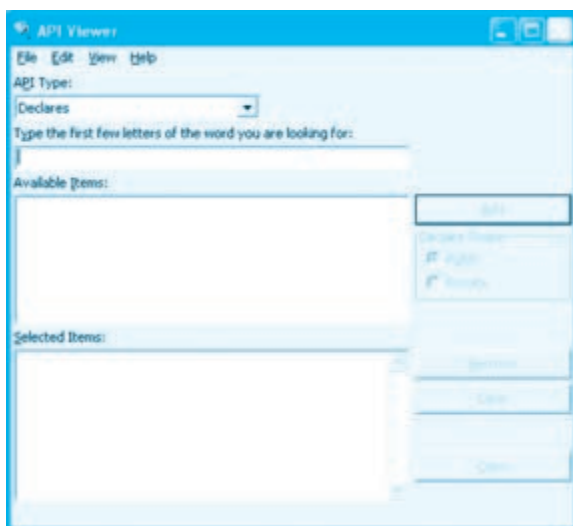 API Viewer
File Edit View Help
API Type:
Declares
Type the first few letters of the word you are looking for:
Available Items:
Add
Declare Scope
Public
Private
Selected Items:
Remove
Clear
Copy